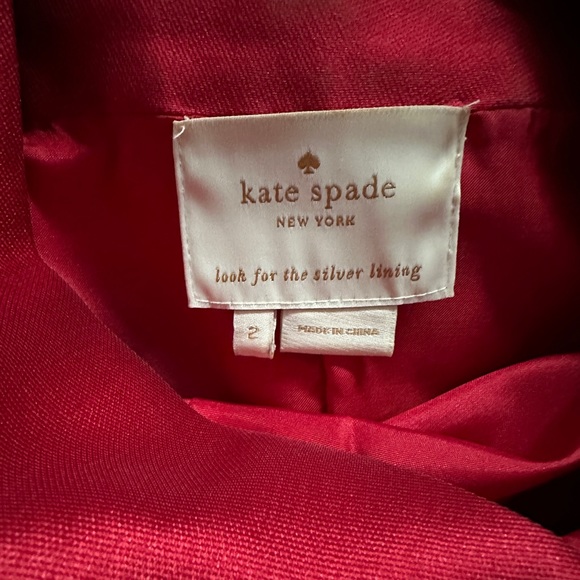 kate spade
NEW YORK
look for the silver lining
2
MADE IN CHINA